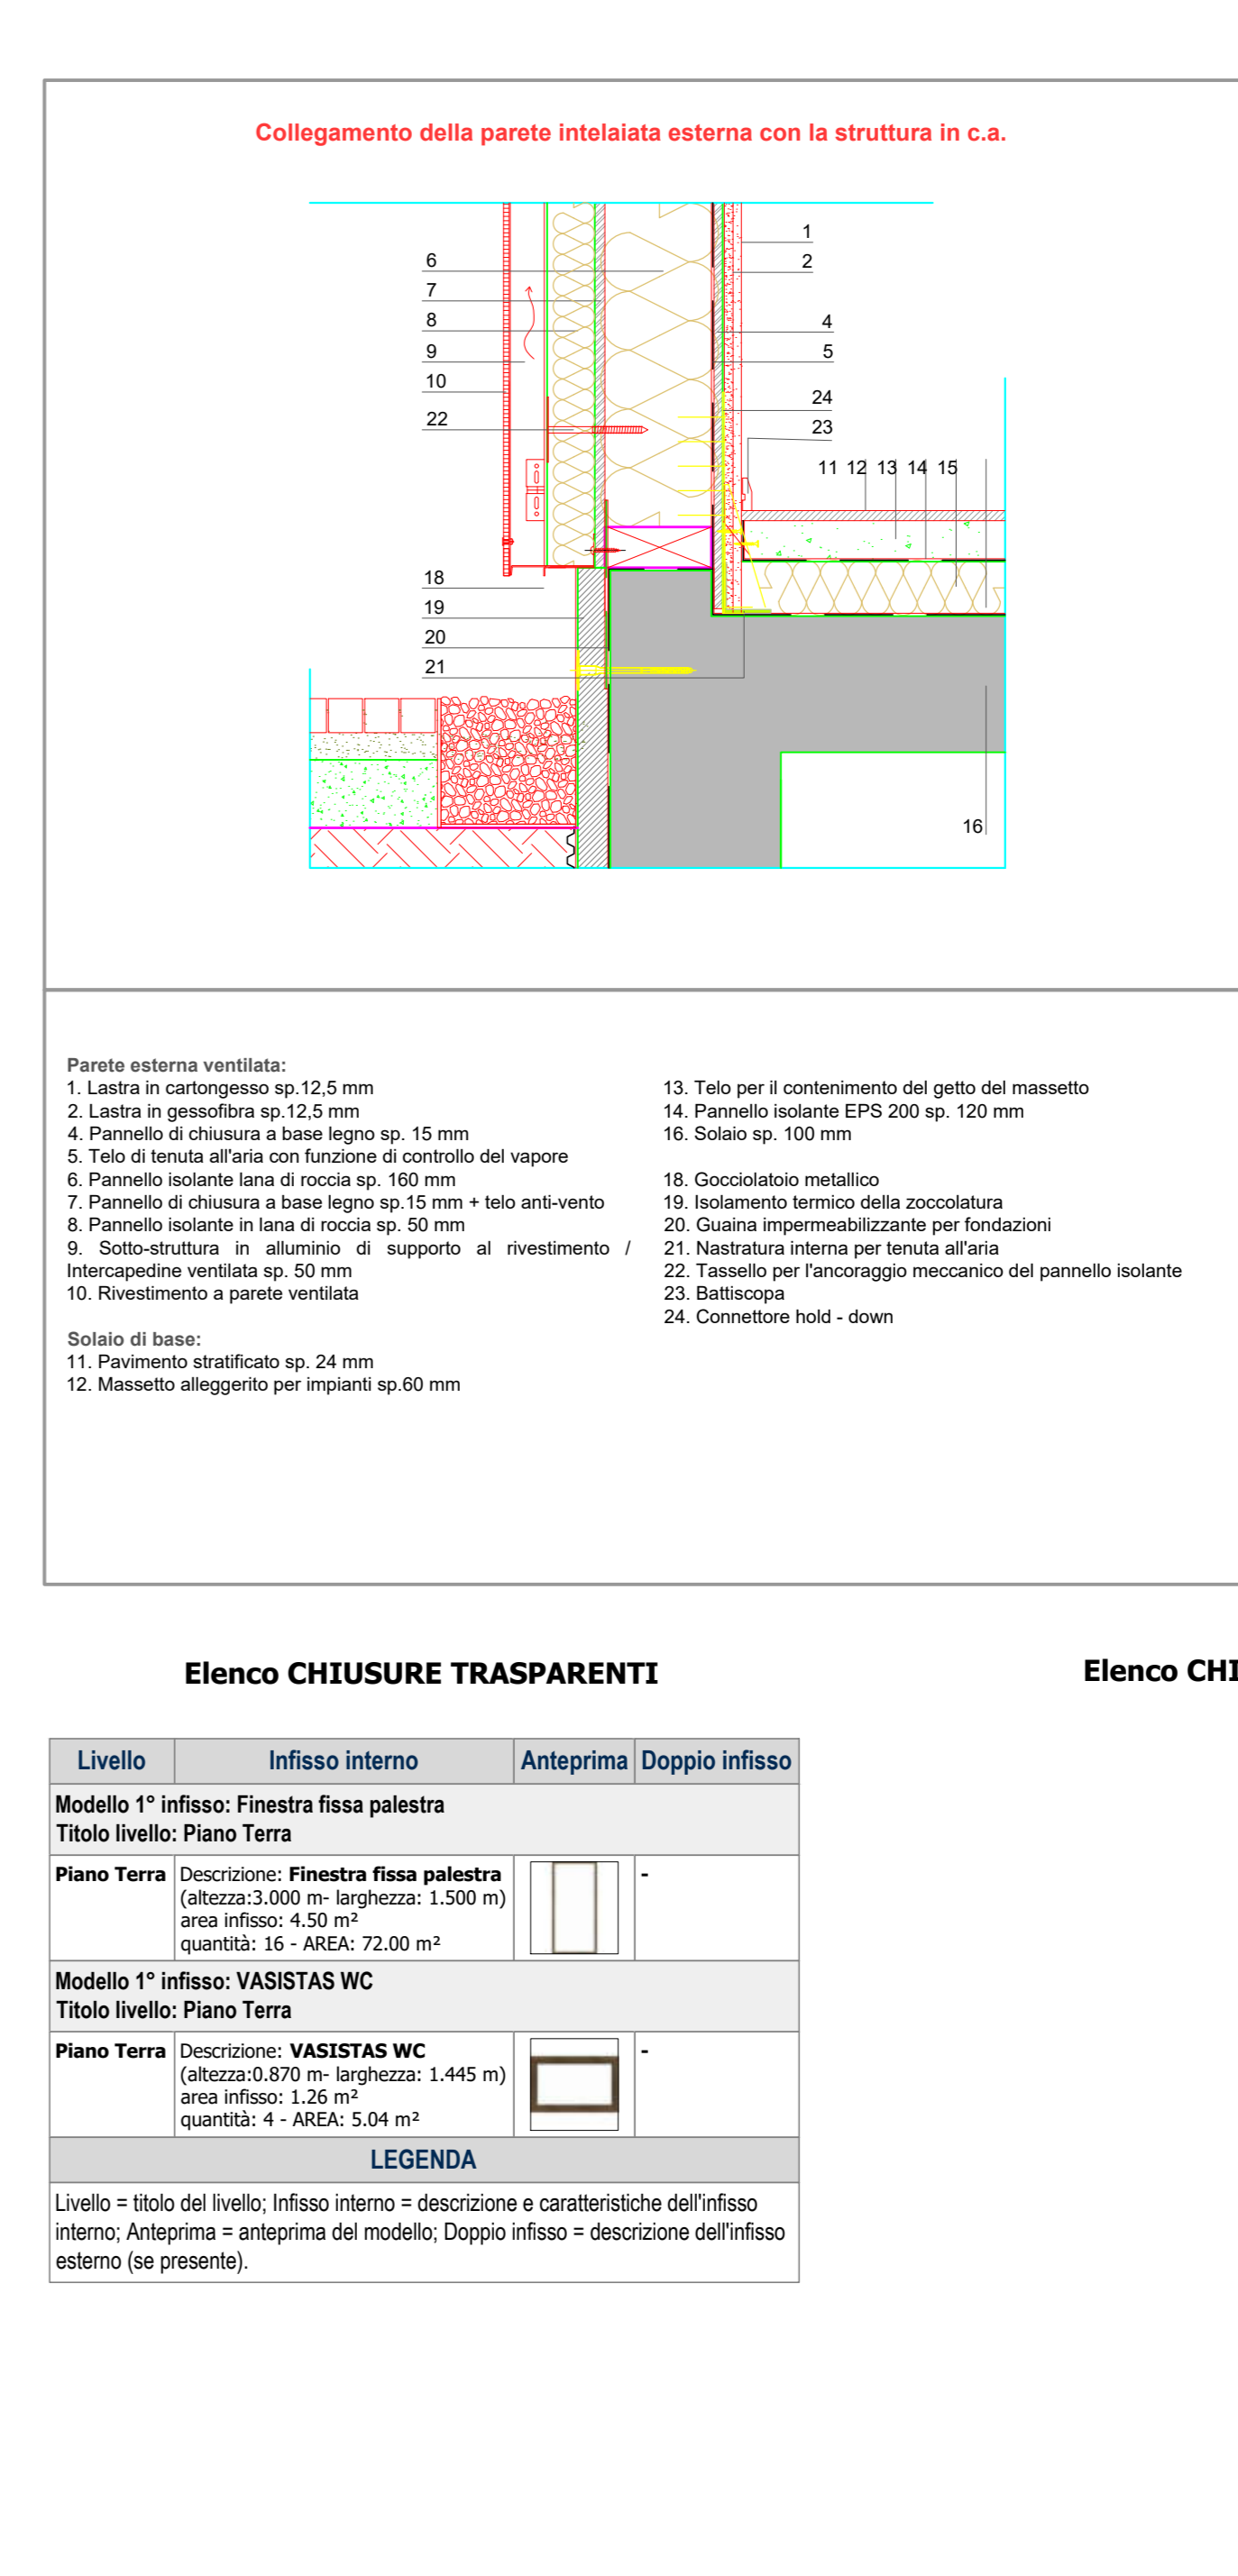 Collegamento della parete intelaiata esterna con la struttura in c.a.
6
7
8
9
10
22
1
2
4
5
24
23
11 12 13 14 15
18
19
20
21
16
Parete esterna ventilata:
1. Lastra in cartongesso sp.12,5 mm
2. Lastra in gessofibra sp.12,5 mm
4. Pannello di chiusura a base legno sp. 15 mm
5. Telo di tenuta all'aria con funzione di controllo del vapore
6. Pannello isolante lana di roccia sp. 160 mm
7. Pannello di chiusura a base legno sp.15 mm + telo anti-vento
8. Pannello isolante in lana di roccia sp. 50 mm
9. Sotto-struttura in alluminio di supporto al rivestimento /
Intercapedine ventilata sp. 50 mm
10. Rivestimento a parete ventilata
Solaio di base:
11. Pavimento stratificato sp. 24 mm
12. Massetto alleggerito per impianti sp.60 mm
13. Telo per il contenimento del getto del massetto
14. Pannello isolante EPS 200 sp. 120 mm
16. Solaio sp. 100 mm
18. Gocciolatoio metallico
19. Isolamento termico della zoccolatura
20. Guaina impermeabilizzante per fondazioni
21. Nastratura interna per tenuta all'aria
22. Tassello per l'ancoraggio meccanico del pannello isolante
23. Battiscopa
24. Connettore hold - down
Elenco CHIUSURE TRASPARENTI
Elenco CHI
Livello Infisso interno Anteprima Doppio infisso
Modello 1° infisso: Finestra fissa palestra
Titolo livello: Piano Terra
Piano Terra Descrizione: Finestra fissa palestra -
(altezza:3.000 m- larghezza: 1.500 m)
area infisso: 4.50 m²
quantità: 16 - AREA: 72.00 m²
Modello 1° infisso: VASISTAS WC
Titolo livello: Piano Terra
Piano Terra Descrizione: VASISTAS WC -
(altezza:0.870 m- larghezza: 1.445 m)
area infisso: 1.26 m²
quantità: 4 - AREA: 5.04 m²
LEGENDA
Livello = titolo del livello; Infisso interno = descrizione e caratteristiche dell'infisso
interno; Anteprima = anteprima del modello; Doppio infisso = descrizione dell'infisso
esterno (se presente).